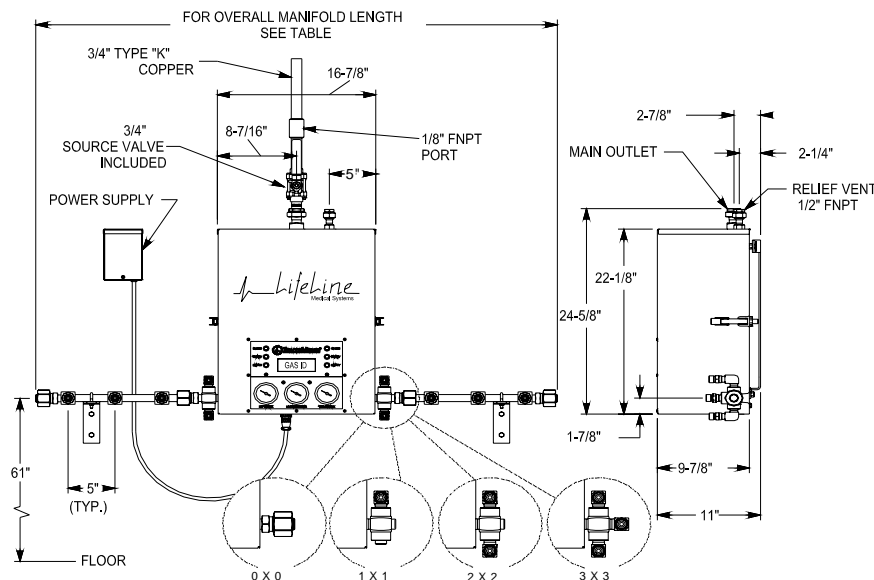 FOR OVERALL MANIFOLD LENGTH
SEE TABLE
3/4" TYPE "K"
COPPER
16-7/8"
3/4"
SOURCE VALVE
INCLUDED
8-7/16"
1/8" FNPT
PORT
5"
POWER SUPPLY
2-7/8"
MAIN OUTLET
2-1/4"
RELIEF VENT
1/2" FNPT
LifeLine
Medical Systems
22-1/8"
24-5/8"
GAS ID
1-7/8"
9-7/8"
11"
61"
5"
(TYP.)
FLOOR
0 X 0
1 X 1
2 X 2
3 X 3